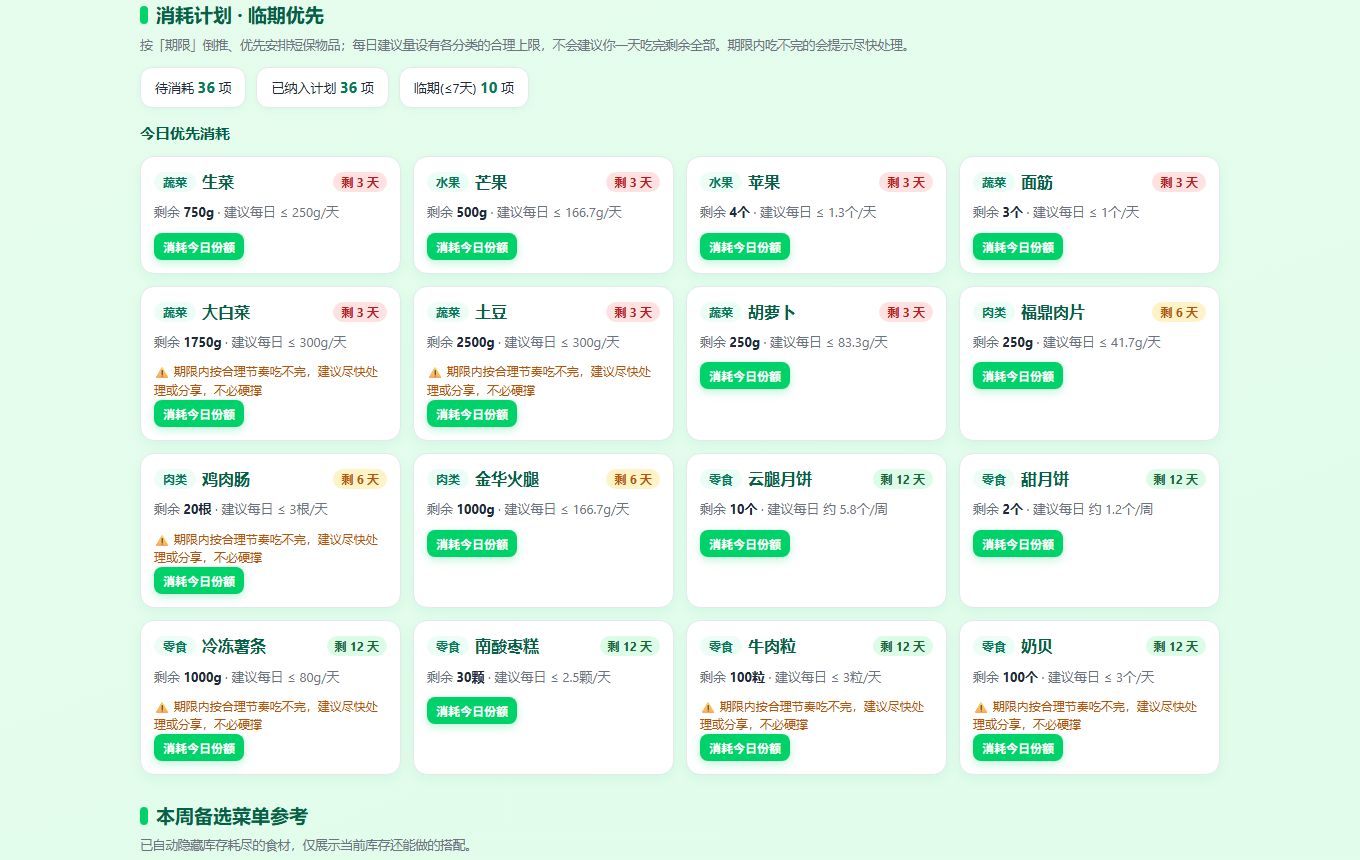 消耗计划 · 临期优先
按「期限」倒推、优先安排短保物品；每日建议量设有各分类的合理上限，不会建议你一天吃完剩余全部。期限内吃不完的会提示尽快处理。
待消耗 36 项
已纳入计划 36 项
临期(≤7天) 10 项
今日优先消耗
蔬菜 生菜 剩 3 天
剩余 750g · 建议每日 ≤ 250g/天
消耗今日份额
水果 芒果 剩 3 天
剩余 500g · 建议每日 ≤ 166.7g/天
消耗今日份额
水果 苹果 剩 3 天
剩余 4个 · 建议每日 ≤ 1.3个/天
消耗今日份额
蔬菜 面筋 剩 3 天
剩余 3个 · 建议每日 ≤ 1个/天
消耗今日份额
蔬菜 大白菜 剩 3 天
剩余 1750g · 建议每日 ≤ 300g/天
⚠️ 期限内按合理节奏吃不完，建议尽快处
理或分享，不必硬撑
消耗今日份额
蔬菜 土豆 剩 3 天
剩余 2500g · 建议每日 ≤ 300g/天
⚠️ 期限内按合理节奏吃不完，建议尽快处
理或分享，不必硬撑
消耗今日份额
蔬菜 胡萝卜 剩 3 天
剩余 250g · 建议每日 ≤ 83.3g/天
消耗今日份额
肉类 福鼎肉片 剩 6 天
剩余 250g · 建议每日 ≤ 41.7g/天
消耗今日份额
肉类 鸡肉肠 剩 6 天
剩余 20根 · 建议每日 ≤ 3根/天
⚠️ 期限内按合理节奏吃不完，建议尽快处
理或分享，不必硬撑
消耗今日份额
肉类 金华火腿 剩 6 天
剩余 1000g · 建议每日 ≤ 166.7g/天
消耗今日份额
零食 云腿月饼 剩 12 天
剩余 10个 · 建议每日 约 5.8个/周
消耗今日份额
零食 甜月饼 剩 12 天
剩余 2个 · 建议每日 约 1.2个/周
消耗今日份额
零食 冷冻薯条 剩 12 天
剩余 1000g · 建议每日 ≤ 80g/天
⚠️ 期限内按合理节奏吃不完，建议尽快处
理或分享，不必硬撑
消耗今日份额
零食 南酸枣糕 剩 12 天
剩余 30颗 · 建议每日 ≤ 2.5颗/天
消耗今日份额
零食 牛肉粒 剩 12 天
剩余 100粒 · 建议每日 ≤ 3粒/天
⚠️ 期限内按合理节奏吃不完，建议尽快处
理或分享，不必硬撑
消耗今日份额
零食 奶贝 剩 12 天
剩余 100个 · 建议每日 ≤ 3个/天
⚠️ 期限内按合理节奏吃不完，建议尽快处
理或分享，不必硬撑
消耗今日份额
本周备选菜单参考
已自动隐藏库存耗尽的食材，仅展示当前库存还能做的搭配。